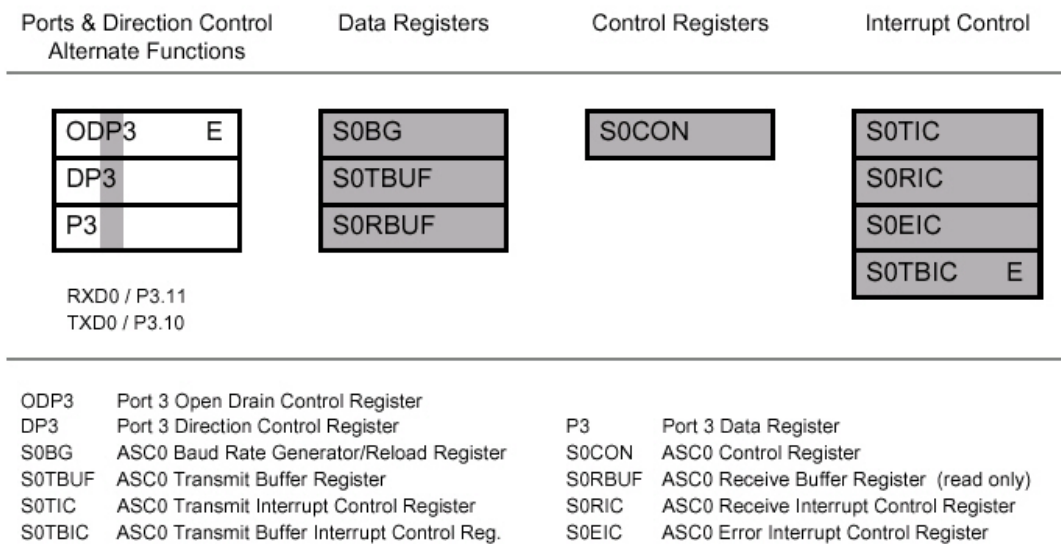 Ports & Direction Control
Alternate Functions
Data Registers
Control Registers
Interrupt Control
ODP3 E
DP3
P3
RXD0 / P3.11
TXD0 / P3.10
S0BG
S0TBUF
S0RBUF
S0CON
S0TIC
S0RIC
S0EIC
S0TBIC E
ODP3 Port 3 Open Drain Control Register
DP3 Port 3 Direction Control Register
S0BG ASC0 Baud Rate Generator/Reload Register
S0TBUF ASC0 Transmit Buffer Register
S0TIC ASC0 Transmit Interrupt Control Register
S0TBIC ASC0 Transmit Buffer Interrupt Control Reg.
P3 Port 3 Data Register
S0CON ASC0 Control Register
S0RBUF ASC0 Receive Buffer Register (read only)
S0RIC ASC0 Receive Interrupt Control Register
S0EIC ASC0 Error Interrupt Control Register